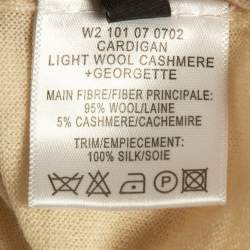 W2 101 07 0702
CARDIGAN
LIGHT WOOL CASHMERE
+GEORGETTE
MAIN FIBRE/FIBER PRINCIPALE:
95% WOOL/LAINE
5% CASHMERE/CACHEMIRE
TRIM/EMPIECEMENT:
100% SILK/SOIE